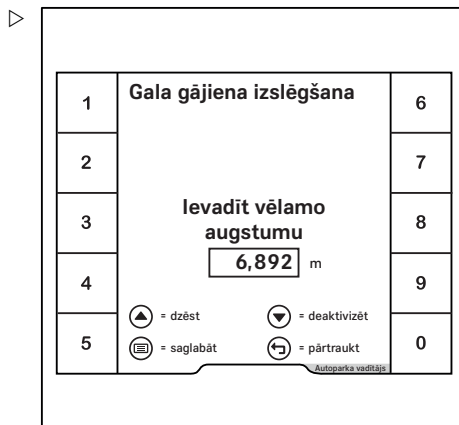 Gala gājiena izslēgšana
1
6
2
7
Ievadīt vēlamo
augstumu
3
8
6,892 m
4
9
= dzēst
= deaktivizēt
5
= saglabāt
= pārtraukt
0
Autoparka vadītājs